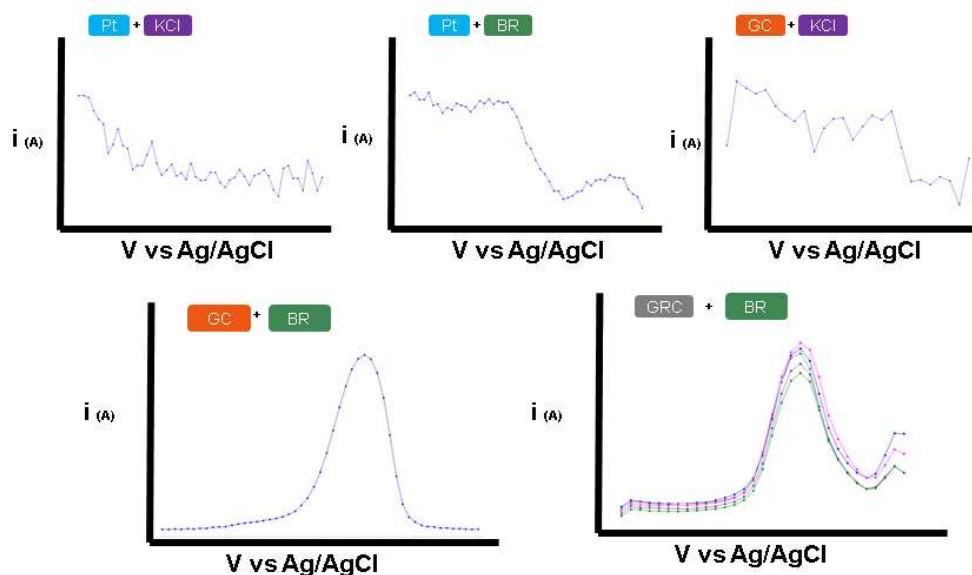 Pt + KCl
Pt + BR
GC + KCl
i (A)
i (A)
i (A)
V vs Ag/AgCl
V vs Ag/AgCl
V vs Ag/AgCl
GC + BR
GRC + BR
i (A)
i (A)
V vs Ag/AgCl
V vs Ag/AgCl